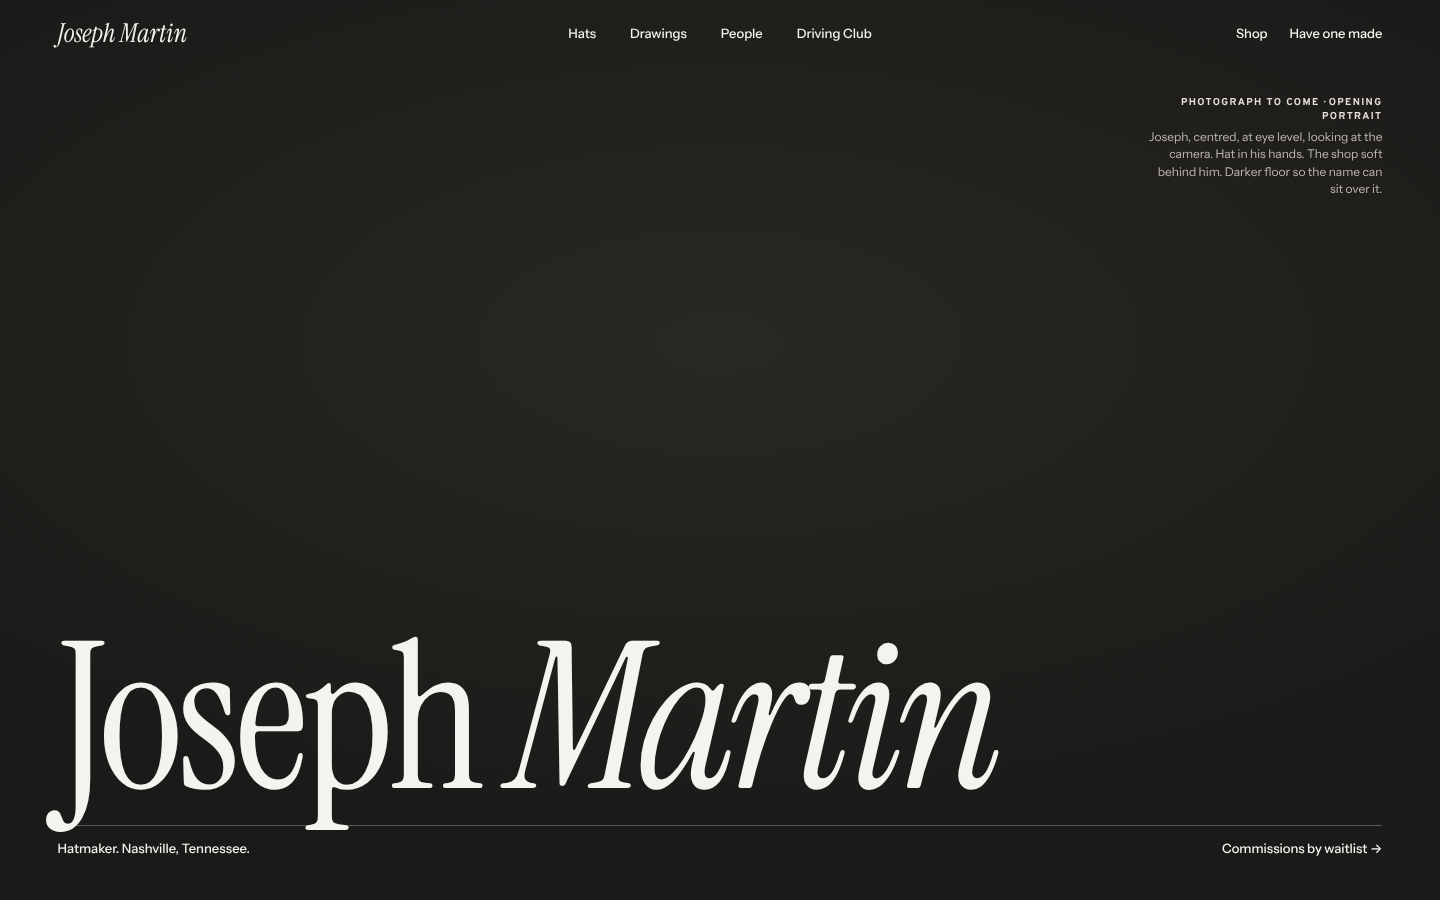 Joseph Martin
Hats Drawings People Driving Club
Shop Have one made
PHOTOGRAPH TO COME · OPENING
PORTRAIT
Joseph, centred, at eye level, looking at the
camera. Hat in his hands. The shop soft
behind him. Darker floor so the name can
sit over it.
Joseph Martin
Hatmaker. Nashville, Tennessee.
Commissions by waitlist →